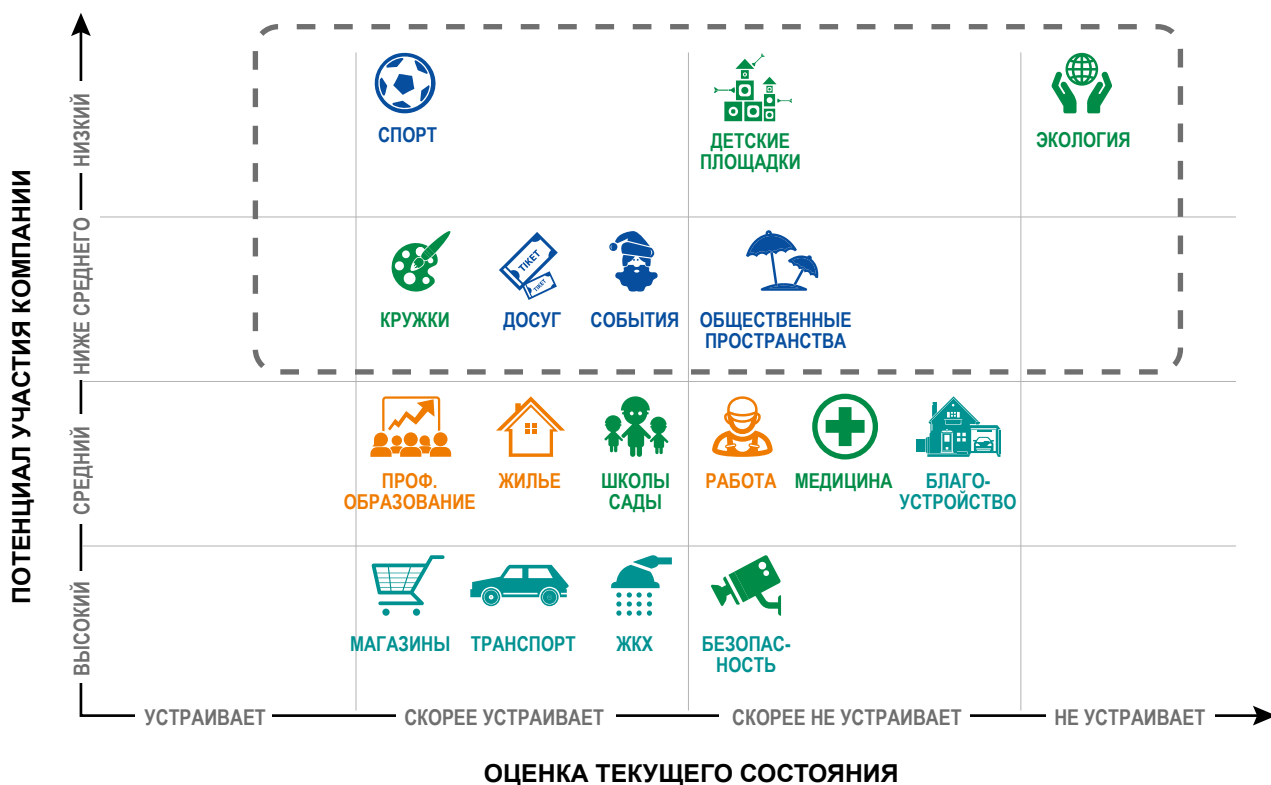 ПОТЕНЦИАЛ УЧАСТИЯ КОМПАНИИ
НИЗКИЙ
СПОРТ
ДЕТСКИЕ
ПЛОЩАДКИ
ЭКОЛОГИЯ
НИЖЕ СРЕДНЕГО
TIKET
TIKET
КРУЖКИ
ДОСУГ
СОБЫТИЯ
ОБЩЕСТВЕННЫЕ
ПРОСТРАНСТВА
СРЕДНИЙ
ПРОФ.
ОБРАЗОВАНИЕ
ЖИЛЬЕ
ШКОЛЫ
САДЫ
РАБОТА
МЕДИЦИНА
БЛАГО-
УСТРОЙСТВО
ВЫСОКИЙ
МАГАЗИНЫ
ТРАНСПОРТ
ЖКХ
БЕЗОПАС-
НОСТЬ
УСТРАИВАЕТ
СКОРЕЕ УСТРАИВАЕТ
СКОРЕЕ НЕ УСТРАИВАЕТ
НЕ УСТРАИВАЕТ
ОЦЕНКА ТЕКУЩЕГО СОСТОЯНИЯ